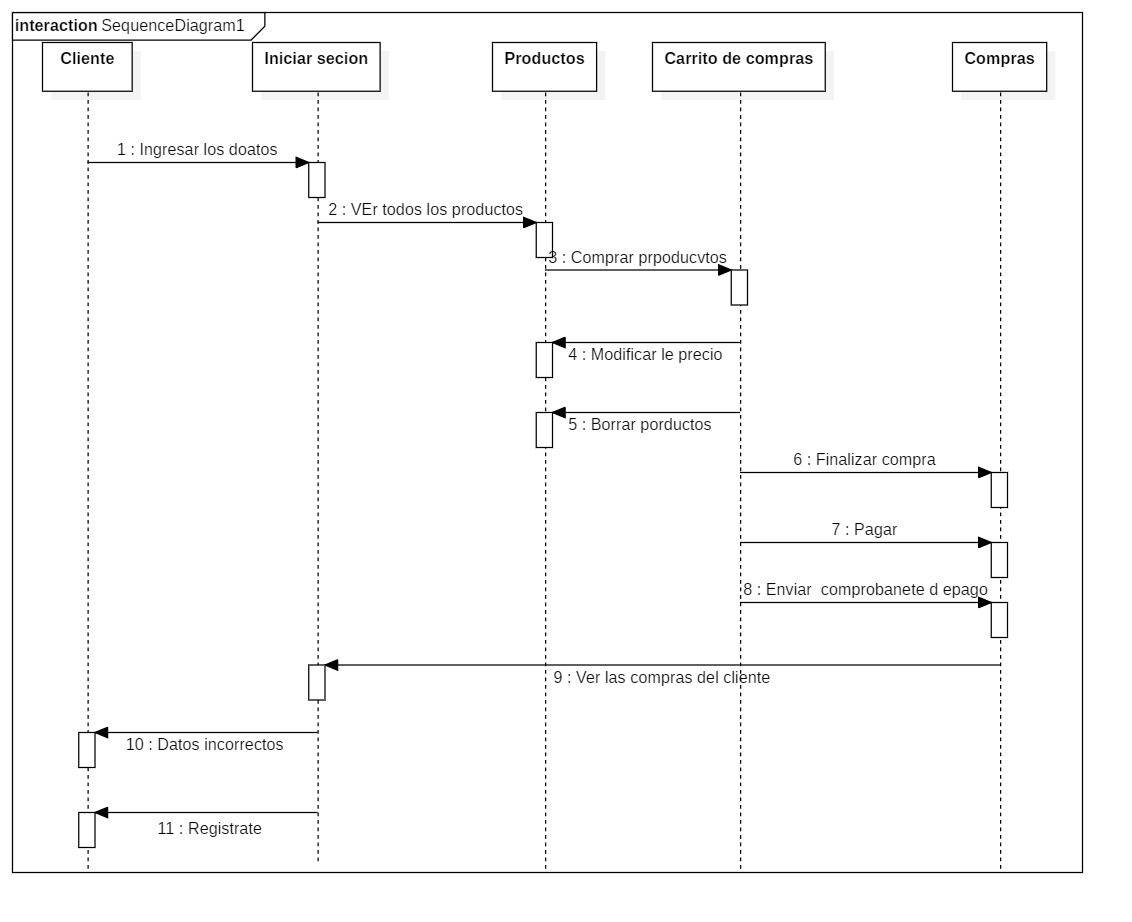 interaction SequenceDiagram1
Cliente
Iniciar secion
Productos
Carrito de compras
Compras
1 : Ingresar los doatos
2 : VEr todos los productos
3 : Comprar prpoducvtos
4 : Modificar le precio
5 : Borrar porductos
6 : Finalizar compra
7 : Pagar
8 : Enviar  comprobanete d epago
9 : Ver las compras del cliente
10 : Datos incorrectos
11 : Registrate